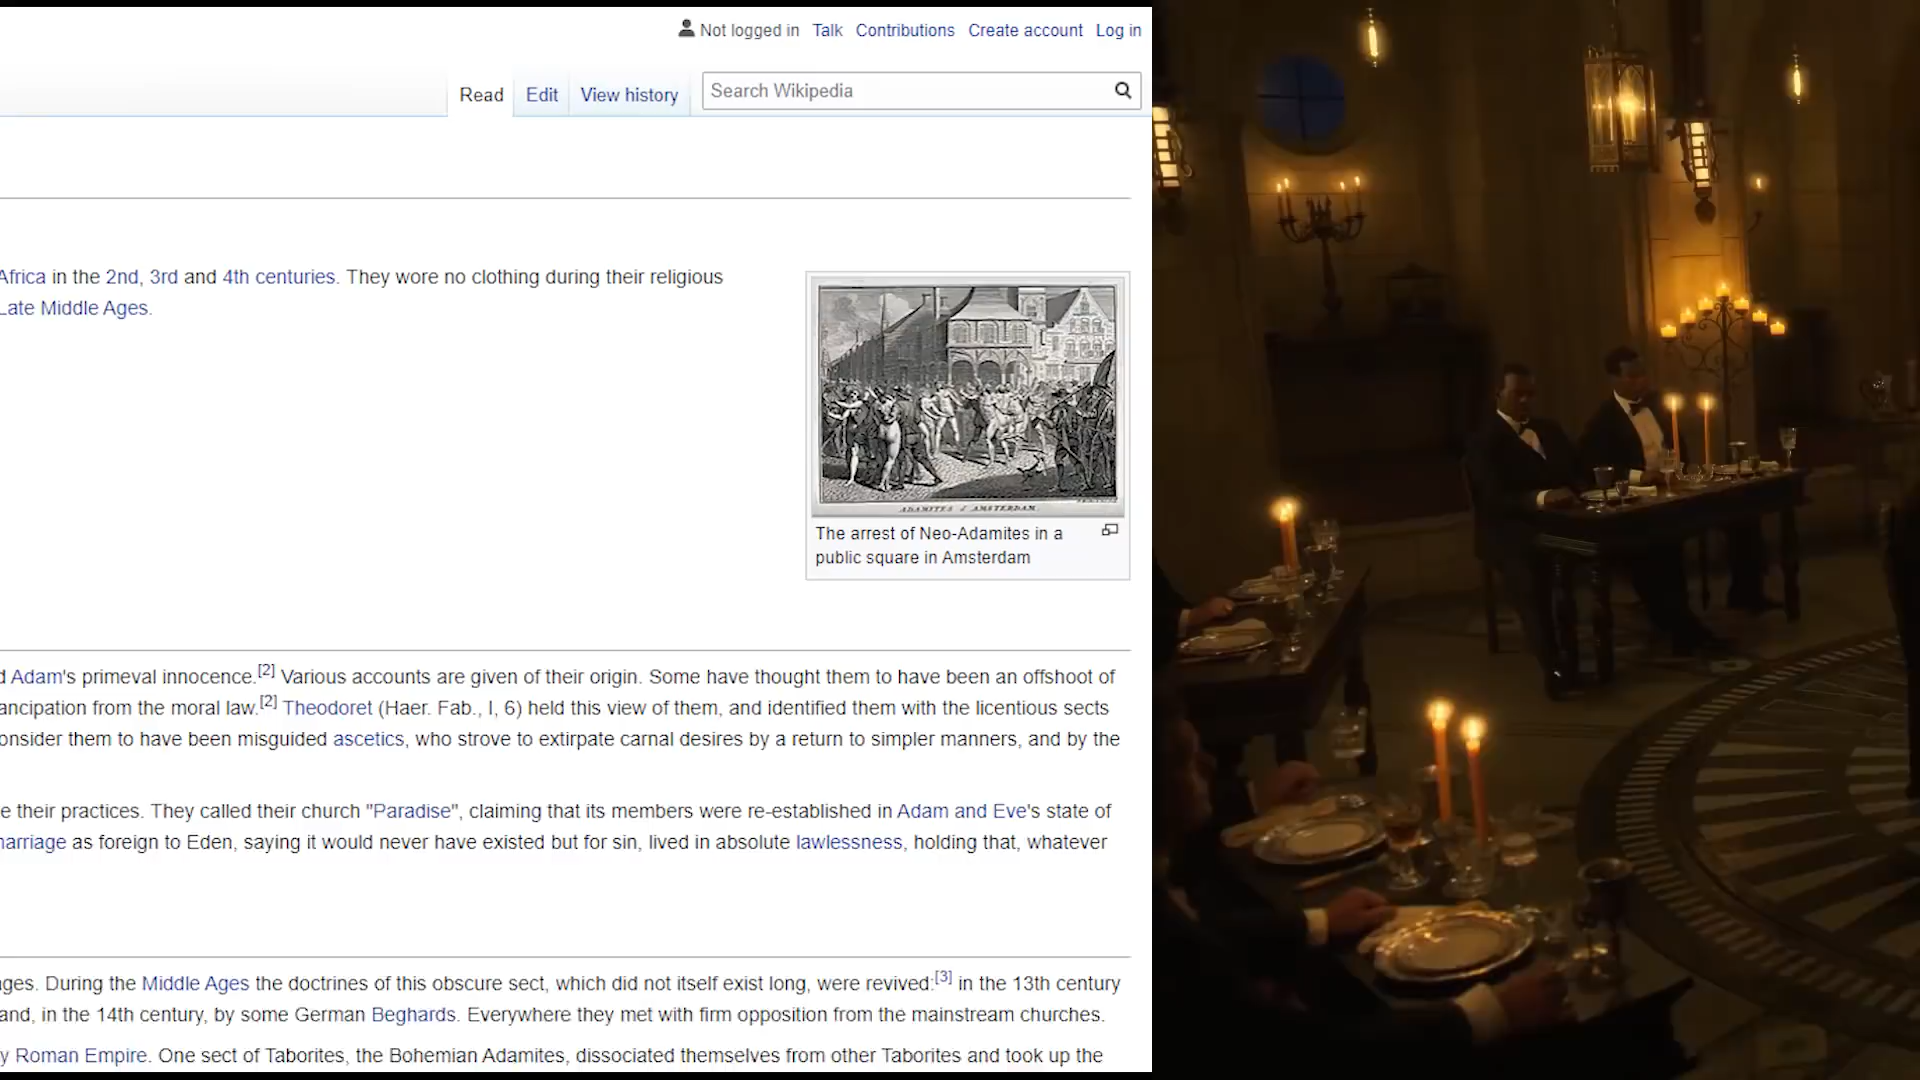 Not logged in Talk Contributions Create account Log in
Read Edit View history Search Wikipedia
Africa in the 2nd, 3rd and 4th centuries. They wore no clothing during their religious
Late Middle Ages.
ADAMITES AMSTERDAM.
The arrest of Neo-Adamites in a
public square in Amsterdam
d Adam's primeval innocence.[2] Various accounts are given of their origin. Some have thought them to have been an offshoot of
ancipation from the moral law.[2] Theodoret (Haer. Fab., I, 6) held this view of them, and identified them with the licentious sects
onsider them to have been misguided ascetics, who strove to extirpate carnal desires by a return to simpler manners, and by the
e their practices. They called their church "Paradise", claiming that its members were re-established in Adam and Eve's state of
narriage as foreign to Eden, saying it would never have existed but for sin, lived in absolute lawlessness, holding that, whatever
ges. During the Middle Ages the doctrines of this obscure sect, which did not itself exist long, were revived:[3] in the 13th century
and, in the 14th century, by some German Beghards. Everywhere they met with firm opposition from the mainstream churches.
y Roman Empire. One sect of Taborites, the Bohemian Adamites, dissociated themselves from other Taborites and took up the